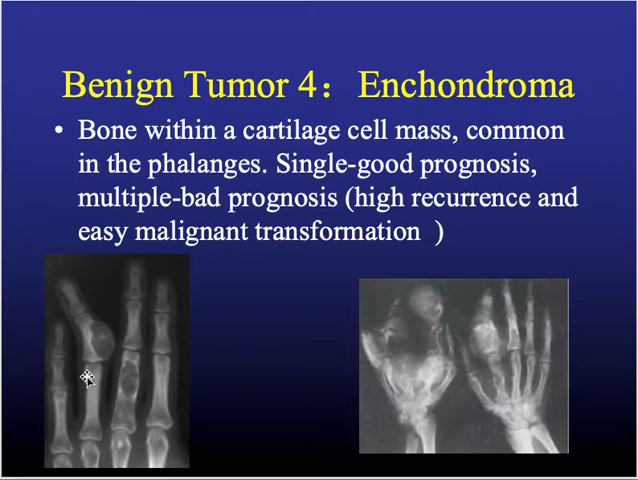 Benign Tumor 4： Enchondroma
• Bone within a cartilage cell mass, common
in the phalanges. Single-good prognosis,
multiple-bad prognosis (high recurrence and
easy malignant transformation )